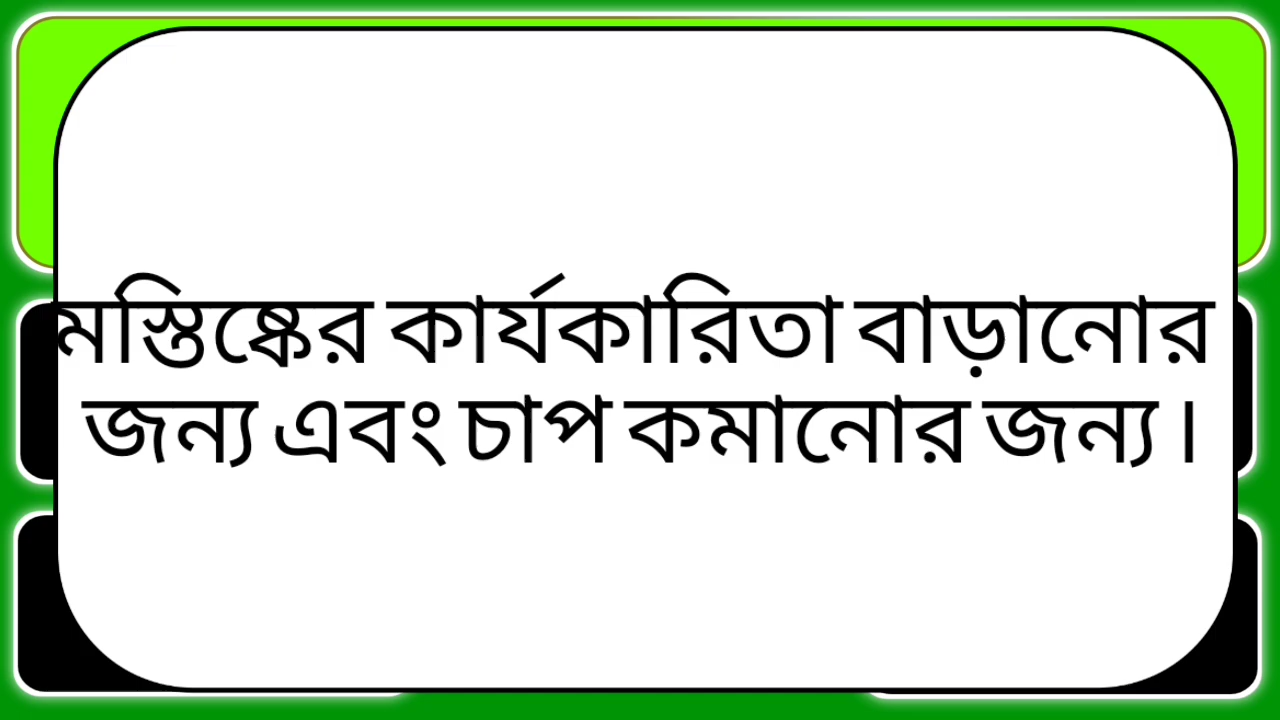 মস্তিষ্কের কার্যকারিতা বাড়ানোর
জন্য এবং চাপ কমানোর জন্য।